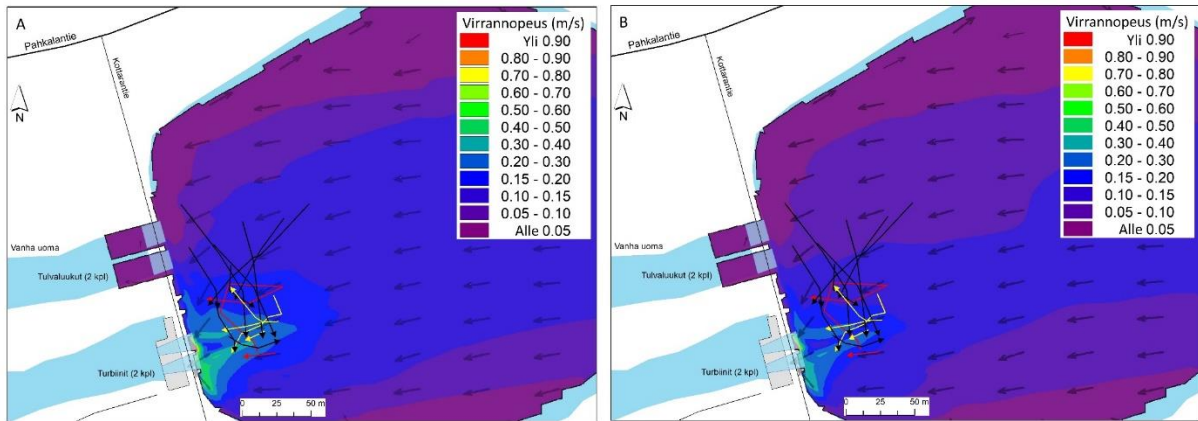 A
Pahkalantie
Kottarantie
N
Vanha uoma
Tulvaluukut (2 kpl)
Turbiinit (2 kpl)
0
25
50 m
Virrannopeus (m/s)
Yli 0.90
0.80 - 0.90
0.70 - 0.80
0.60 - 0.70
0.50 - 0.60
0.40 - 0.50
0.30 - 0.40
0.20 - 0.30
0.15 - 0.20
0.10 - 0.15
0.05 - 0.10
Alle 0.05
B
Pahkalantie
Kottarantie
N
Vanha uoma
Tulvaluukut (2 kpl)
Turbiinit (2 kpl)
0
25
50 m
Virrannopeus (m/s)
Yli 0.90
0.80 - 0.90
0.70 - 0.80
0.60 - 0.70
0.50 - 0.60
0.40 - 0.50
0.30 - 0.40
0.20 - 0.30
0.15 - 0.20
0.10 - 0.15
0.05 - 0.10
Alle 0.05